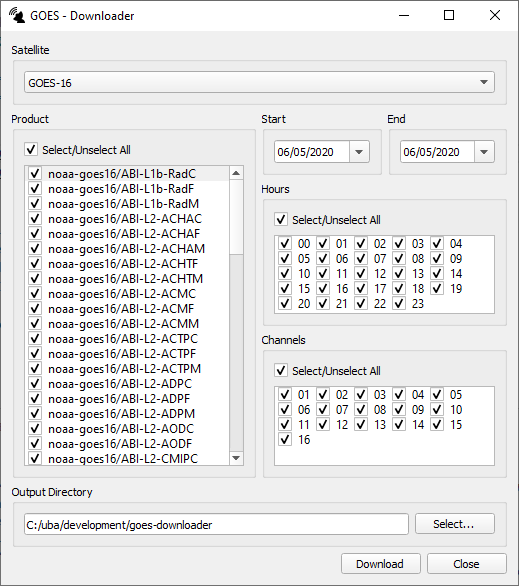 GOES - Downloader
Satellite
GOES-16
Product
Select/Unselect All
noaa-goes16/ABI-L1b-RadC
noaa-goes16/ABI-L1b-RadF
noaa-goes16/ABI-L1b-RadM
noaa-goes16/ABI-L2-ACHAC
noaa-goes16/ABI-L2-ACHAF
noaa-goes16/ABI-L2-ACHAM
noaa-goes16/ABI-L2-ACHTF
noaa-goes16/ABI-L2-ACHTM
noaa-goes16/ABI-L2-ACMC
noaa-goes16/ABI-L2-ACMF
noaa-goes16/ABI-L2-ACMM
noaa-goes16/ABI-L2-ACTPC
noaa-goes16/ABI-L2-ACTPF
noaa-goes16/ABI-L2-ACTPM
noaa-goes16/ABI-L2-ADPC
noaa-goes16/ABI-L2-ADPF
noaa-goes16/ABI-L2-ADPM
noaa-goes16/ABI-L2-AODC
noaa-goes16/ABI-L2-AODF
noaa-goes16/ABI-L2-CMIPC
Start
06/05/2020
End
06/05/2020
Hours
Select/Unselect All
00 01 02 03 04
05 06 07 08 09
10 11 12 13 14
15 16 17 18 19
20 21 22 23
Channels
Select/Unselect All
01 02 03 04 05
06 07 08 09 10
11 12 13 14 15
16
Output Directory
C:/uba/development/goes-downloader
Select...
Download
Close